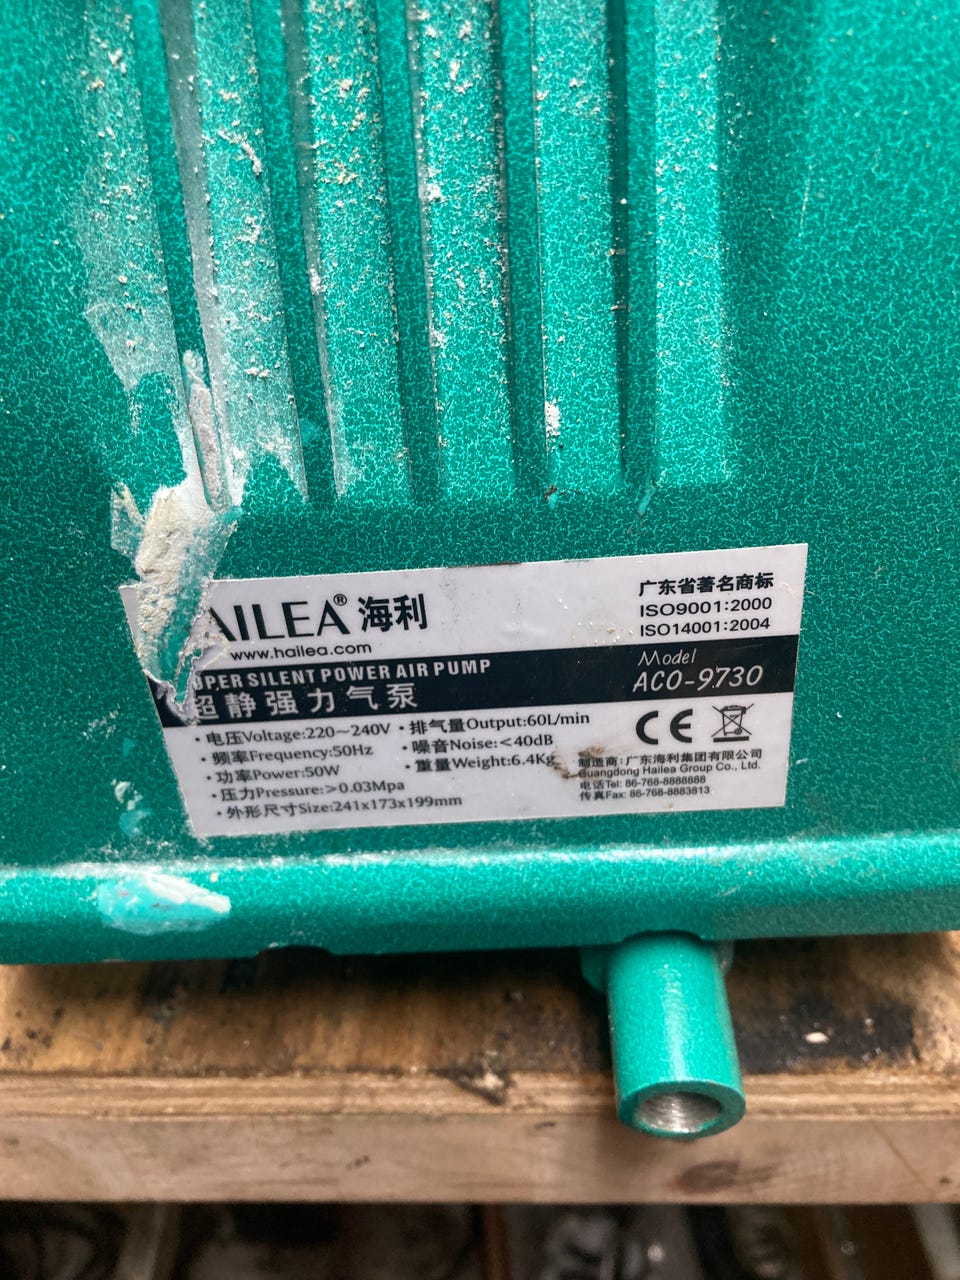 AILEA® 海利
www.hailea.com
广东省著名商标
ISO9001:2000
ISO14001:2004
UPER SILENT POWER AIR PUMP
超静强力气泵
Model
ACO-9730
·电压Voltage:220～240V
·频率Frequency:50Hz
·功率Power:50W
·压力Pressure:>0.03Mpa
·外形尺寸Size:241x173x199mm
·排气量Output:60L/min
·噪音Noise:<40dB
·重量Weight:6.4Kg
CE
制造商:广东海利集团有限公司
Guangdong Hailea Group Co., Ltd.
电话Tel: 86-768-8888888
传真Fax: 86-768-8883813